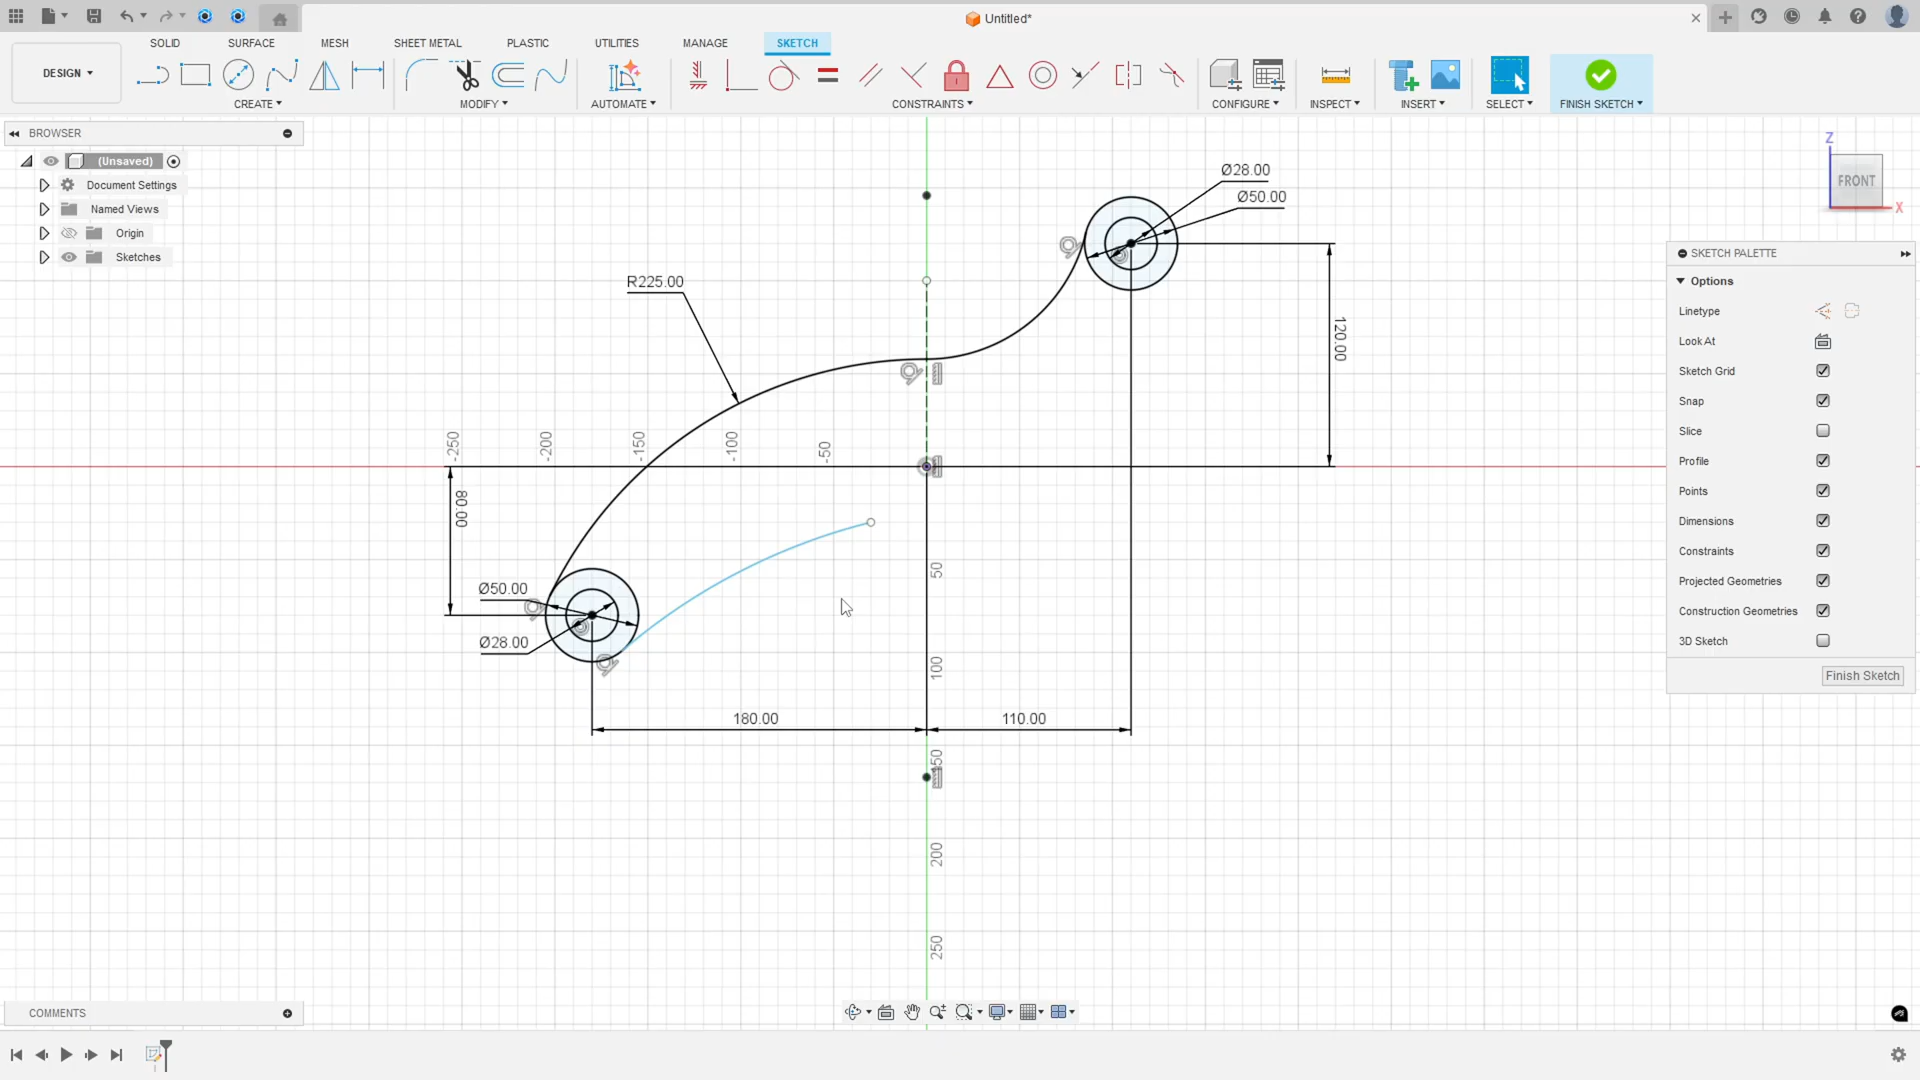 Untitled*
DESIGN
SOLID SURFACE MESH SHEET METAL PLASTIC UTILITIES MANAGE SKETCH
CREATE MODIFY AUTOMATE CONSTRAINTS CONFIGURE INSPECT INSERT SELECT FINISH SKETCH
BROWSER
(Unsaved)
Document Settings
Named Views
Origin
Sketches
Z
FRONT
X
Ø28.00
Ø50.00
R225.00
120.00
-250
-200
-150
-100
-50
80.00
50
Ø50.00
Ø28.00
100
180.00
110.00
150
200
250
SKETCH PALETTE
Options
Linetype
Look At
Sketch Grid
Snap
Slice
Profile
Points
Dimensions
Constraints
Projected Geometries
Construction Geometries
3D Sketch
Finish Sketch
COMMENTS